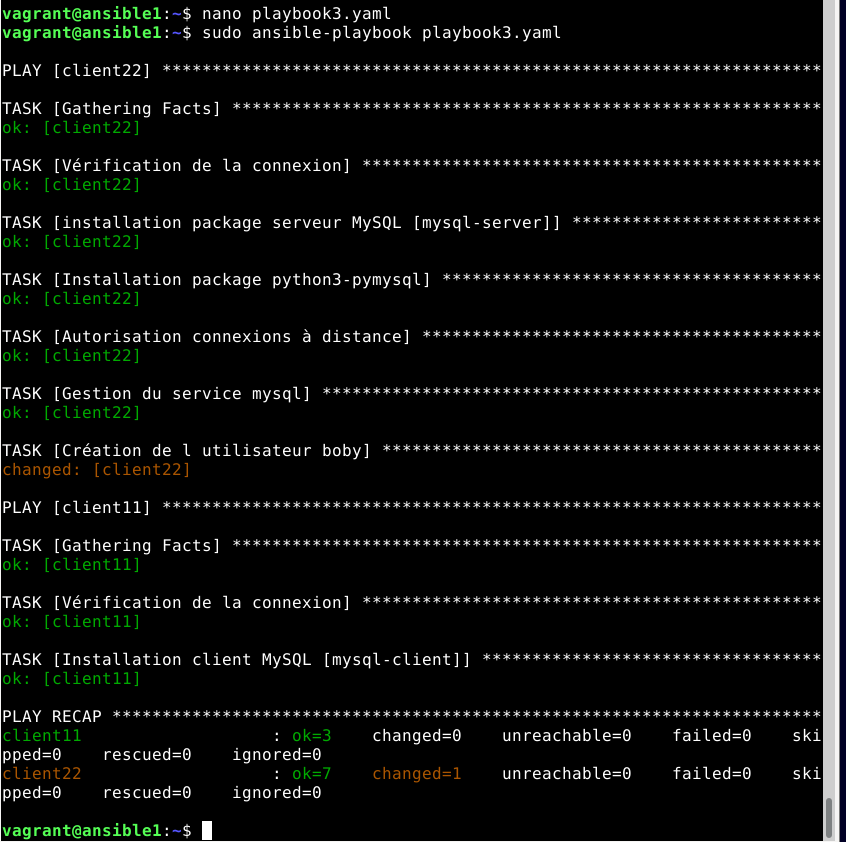 vagrant@ansible1:~$ nano playbook3.yaml
vagrant@ansible1:~$ sudo ansible-playbook playbook3.yaml
PLAY [client22] ******************************************************************
TASK [Gathering Facts] ***********************************************************
ok: [client22]
TASK [Vérification de la connexion] **********************************************
ok: [client22]
TASK [installation package serveur MySQL [mysql-server]] *************************
ok: [client22]
TASK [Installation package python3-pymysql] **************************************
ok: [client22]
TASK [Autorisation connexions à distance] ****************************************
ok: [client22]
TASK [Gestion du service mysql] **************************************************
ok: [client22]
TASK [Création de l utilisateur boby] ********************************************
changed: [client22]
PLAY [client11] ******************************************************************
TASK [Gathering Facts] ***********************************************************
ok: [client11]
TASK [Vérification de la connexion] **********************************************
ok: [client11]
TASK [Installation client MySQL [mysql-client]] **********************************
ok: [client11]
PLAY RECAP ***********************************************************************
client11                   : ok=3    changed=0    unreachable=0    failed=0    ski
pped=0    rescued=0    ignored=0
client22                   : ok=7    changed=1    unreachable=0    failed=0    ski
pped=0    rescued=0    ignored=0
vagrant@ansible1:~$